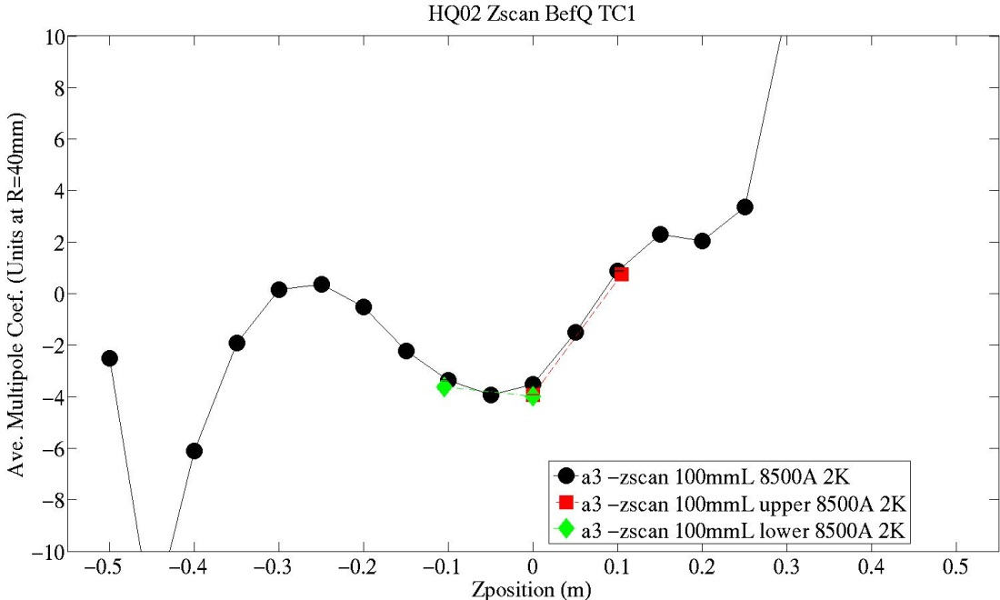 HQ02 Zscan BefQ TC1
Ave. Multipole Coef. (Units at R=40mm)
10
8
6
4
2
0
−2
−4
−6
−8
−10
a3 −zscan 100mmL 8500A 2K
a3 −zscan 100mmL upper 8500A 2K
a3 −zscan 100mmL lower 8500A 2K
−0.5 −0.4 −0.3 −0.2 −0.1 0 0.1 0.2 0.3 0.4 0.5
Zposition (m)